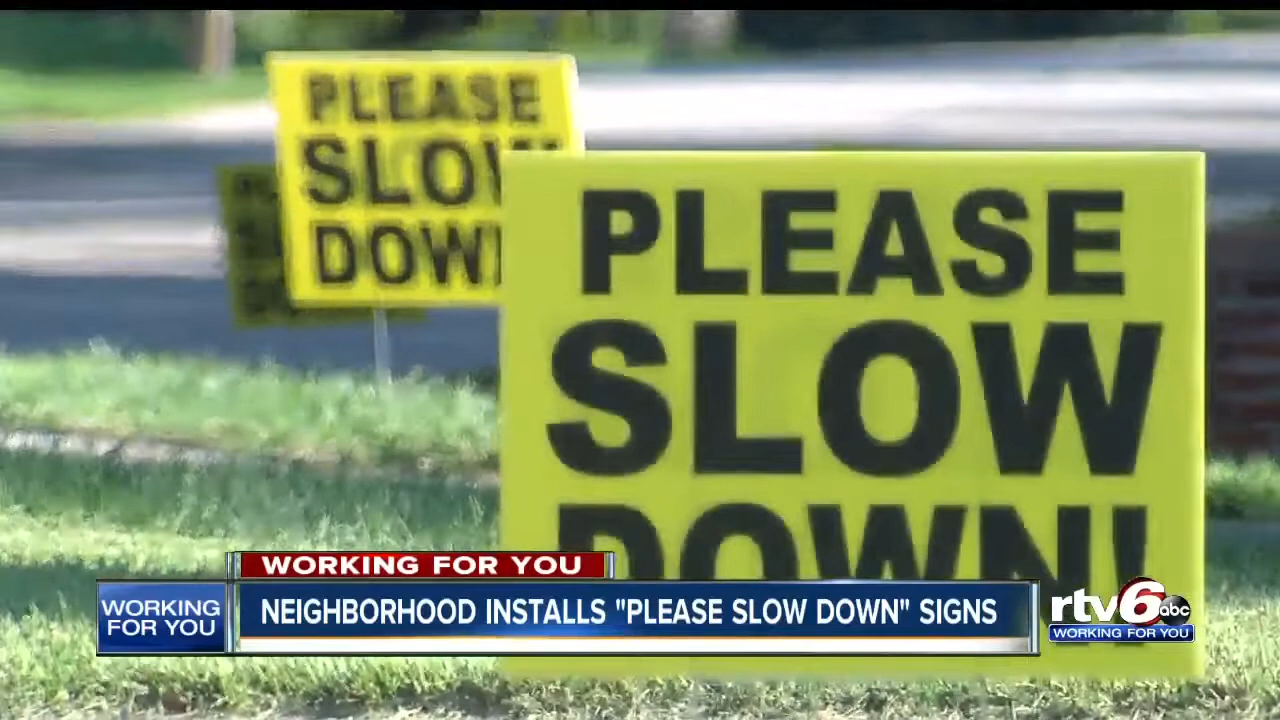 PLEASE
SLOW
DOWN
PLEASE
SLOW
DOWN!
WORKING FOR YOU
WORKING
FOR YOU
NEIGHBORHOOD INSTALLS "PLEASE SLOW DOWN" SIGNS
rtv6 abc
WORKING FOR YOU